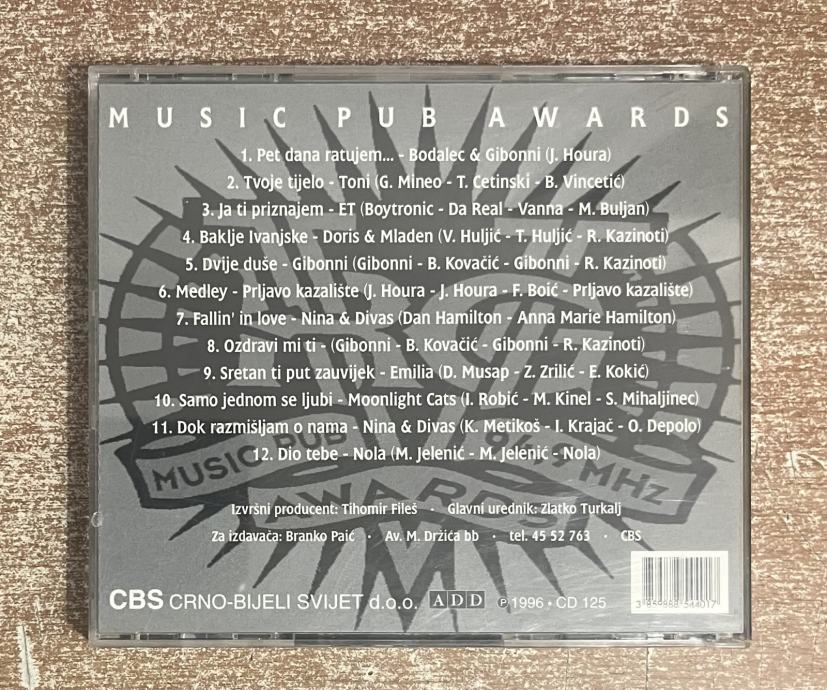 MUSIC PUB AWARDS
1. Pet dana ratujem... - Bodalec & Gibonni (J. Houra)
2. Tvoje tijelo - Toni (G. Mineo - T. Cetinski - B. Vincetić)
3. Ja ti priznajem - ET (Boytronic - Da Real - Vanna - M. Buljan)
4. Baklje Ivanjske - Doris & Mladen (V. Huljić - T. Huljić - R. Kazinoti)
5. Dvije duše - Gibonni (Gibonni - B. Kovačić - Gibonni - R. Kazinoti)
6. Medley - Prljavo kazalište (J. Houra - J. Houra - F. Boić - Prljavo kazalište)
7. Fallin' in love - Nina & Divas (Dan Hamilton - Anna Marie Hamilton)
8. Ozdravi mi ti - (Gibonni - B. Kovačić - Gibonni - R. Kazinoti)
9. Sretan ti put zauvijek - Emilia (D. Musap - Z. Zrilić - E. Kokić)
10. Samo jednom se ljubi - Moonlight Cats (I. Robić - M. Kinel - S. Mihaljinec)
11. Dok razmišljam o nama - Nina & Divas (K. Metikoš - I. Krajač - O. Depolo)
12. Dio tebe - Nola (M. Jelenić - M. Jelenić - Nola)
MUSIC PUB 64,9 MHz
AWARDS
Izvršni producent: Tihomir Fileš · Glavni urednik: Zlatko Turkalj
Za izdavača: Branko Paić · Av. M. Držića bb · tel. 45 52 763 · CBS
CBS CRNO-BIJELI SVIJET d.o.o. ADD ℗ 1996 • CD 125
3 859888 544017